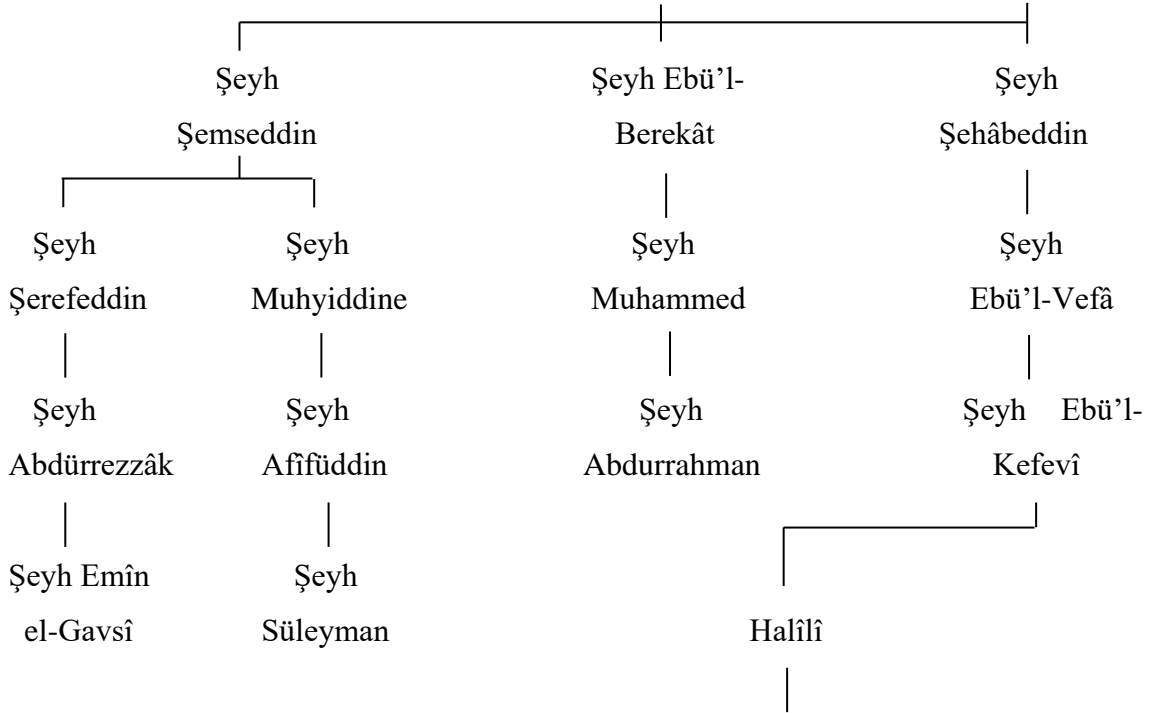 Şeyh Şeyh Ebü’l- Şeyh
Şemseddin Berekât Şehâbeddin
Şeyh Şeyh Şeyh Şeyh
Şerefeddin Muhyiddine Muhammed Ebü’l-Vefâ
Şeyh Şeyh Şeyh Şeyh Ebü’l-
Abdürrezzâk Afîfüddin Abdurrahman Kefevî
Şeyh Emîn Şeyh
el-Gavsî Süleyman Halîlî